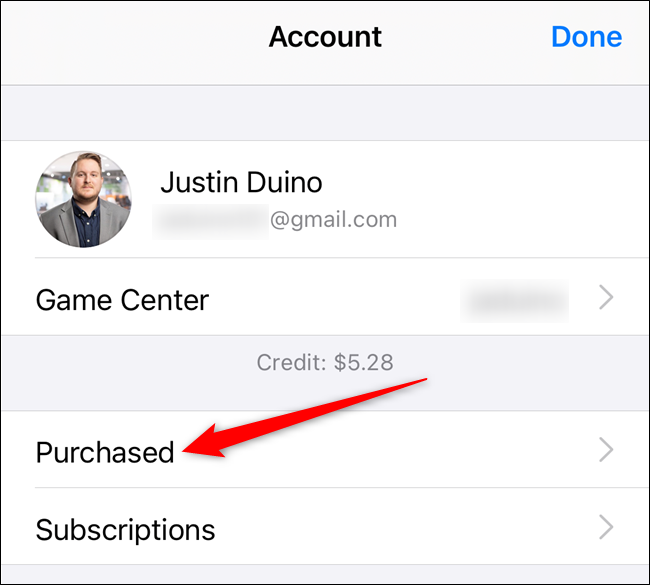 Account
Done
Justin Duino
@gmail.com
Game Center
Credit: $5.28
Purchased
Subscriptions